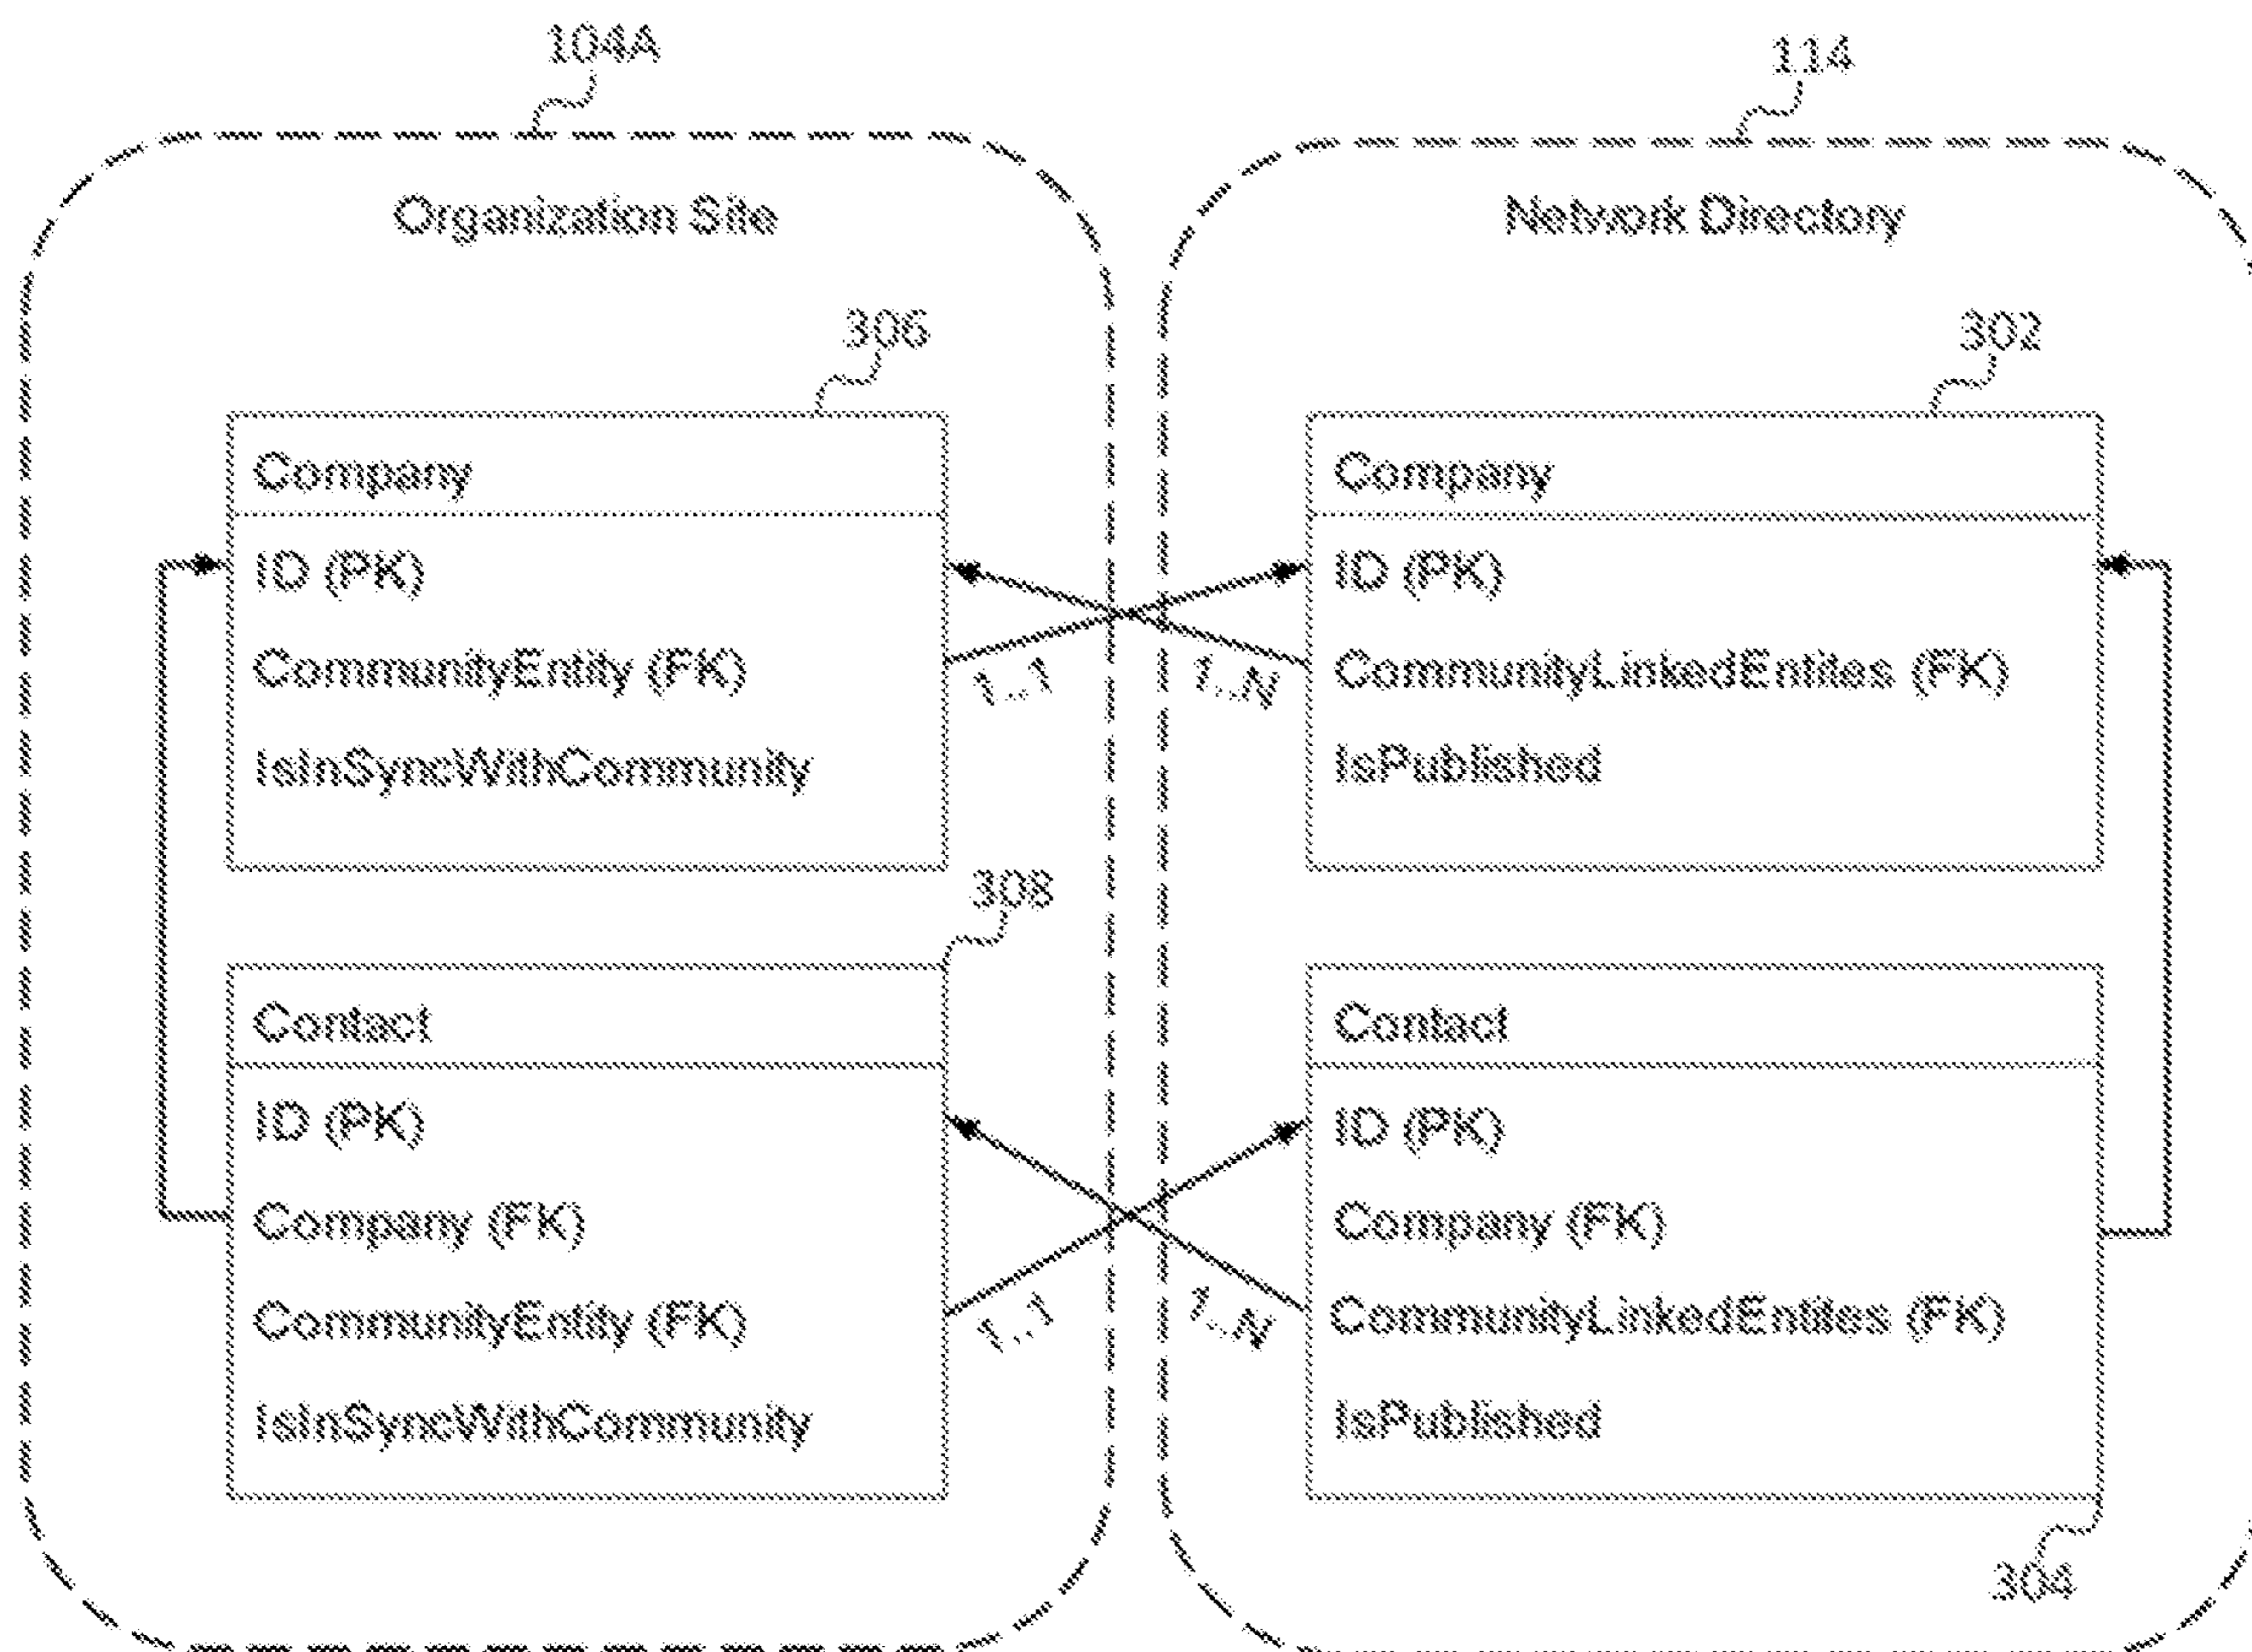 104A
114
Organization Site
Network Directory
306
302
Company
ID (PK)
CommunityEntity (FK)
IsInSyncWithCommunity
Company
ID (PK)
CommunityLinkedEntites (FK)
IsPublished
1..1
1..N
308
Contact
ID (PK)
Company (FK)
CommunityEntity (FK)
IsInSyncWithCommunity
Contact
ID (PK)
Company (FK)
CommunityLinkedEntites (FK)
IsPublished
1..1
1..N
304